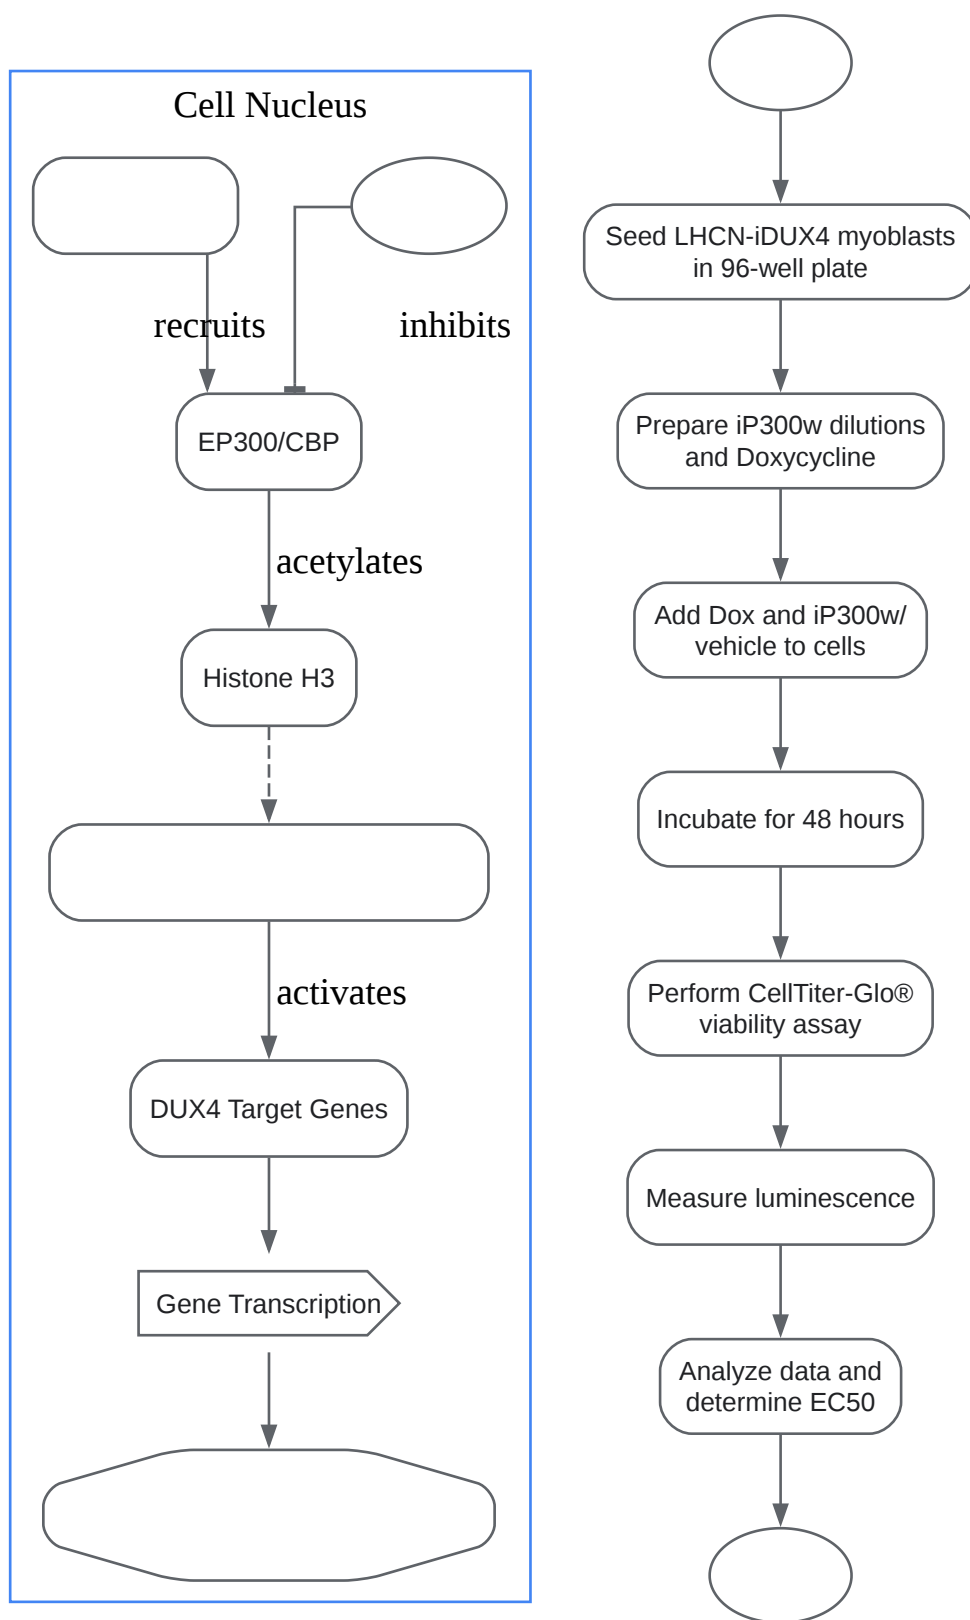 Cell Nucleus
recruits
inhibits
EP300/CBP
acetylates
Histone H3
activates
DUX4 Target Genes
Gene Transcription
Seed LHCN-iDUX4 myoblasts
in 96-well plate
Prepare iP300w dilutions
and Doxycycline
Add Dox and iP300w/
vehicle to cells
Incubate for 48 hours
Perform CellTiter-Glo®
viability assay
Measure luminescence
Analyze data and
determine EC50